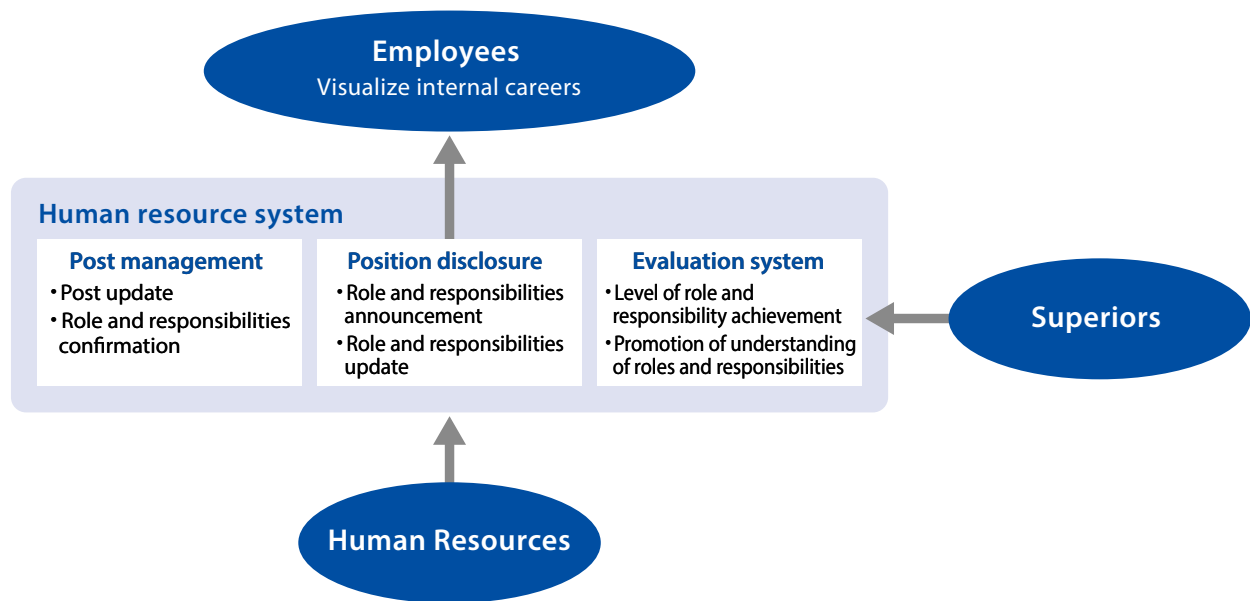 Employees
Visualize internal careers
Human resource system
Post management
・Post update
・Role and responsibilities
confirmation
Position disclosure
・Role and responsibilities
announcement
・Role and responsibilities
update
Evaluation system
・Level of role and
responsibility achievement
・Promotion of understanding
of roles and responsibilities
Superiors
Human Resources